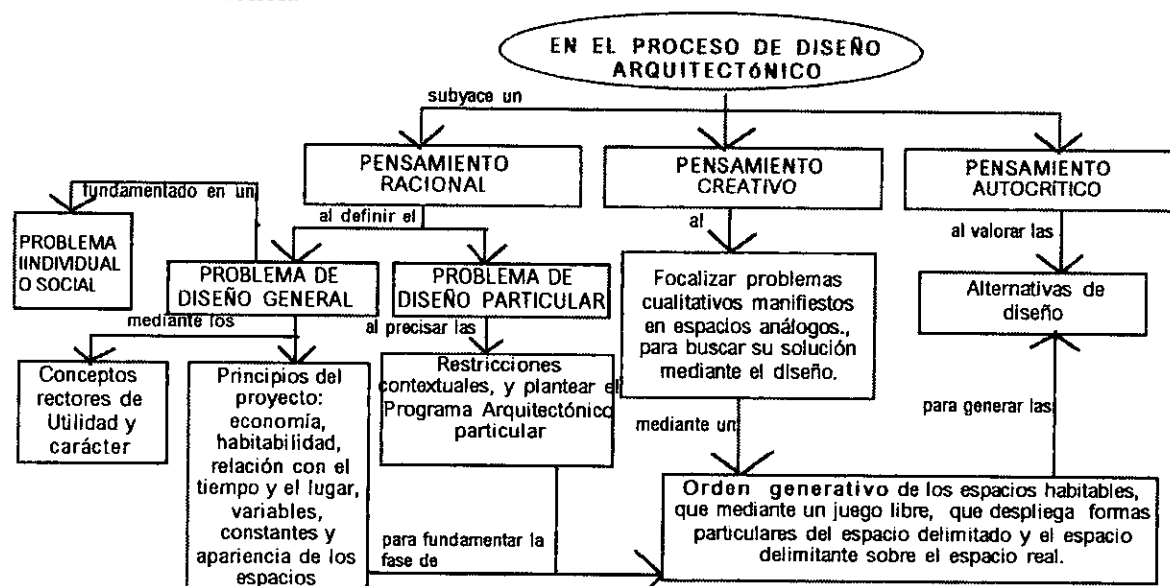 EN EL PROCESO DE DISEÑO
ARQUITECTÓNICO
subyace un
PENSAMIENTO
RACIONAL
PENSAMIENTO
CREATIVO
PENSAMIENTO
AUTOCRÍTICO
fundamentado en un
al definir el
al
al valorar las
PROBLEMA
IINDIVIDUAL
O SOCIAL
PROBLEMA DE
DISEÑO GENERAL
PROBLEMA DE
DISEÑO PARTICULAR
Focalizar problemas
cualitativos manifiestos
en espacios análogos.,
para buscar su solución
mediante el diseño.
Alternativas de
diseño
mediante los
al precisar las
Conceptos
rectores de
Utilidad y
carácter
Principios del
proyecto:
economía,
habitabilidad,
relación con el
tiempo y el lugar,
variables,
constantes y
apariencia de los
espacios
Restricciones
contextuales, y plantear el
Programa Arquitectónico
particular
mediante un
para generar las
para fundamentar la
fase de
Orden generativo de los espacios habitables,
que mediante un juego libre, que despliega formas
particulares del espacio delimitado y el espacio
delimitante sobre el espacio real.